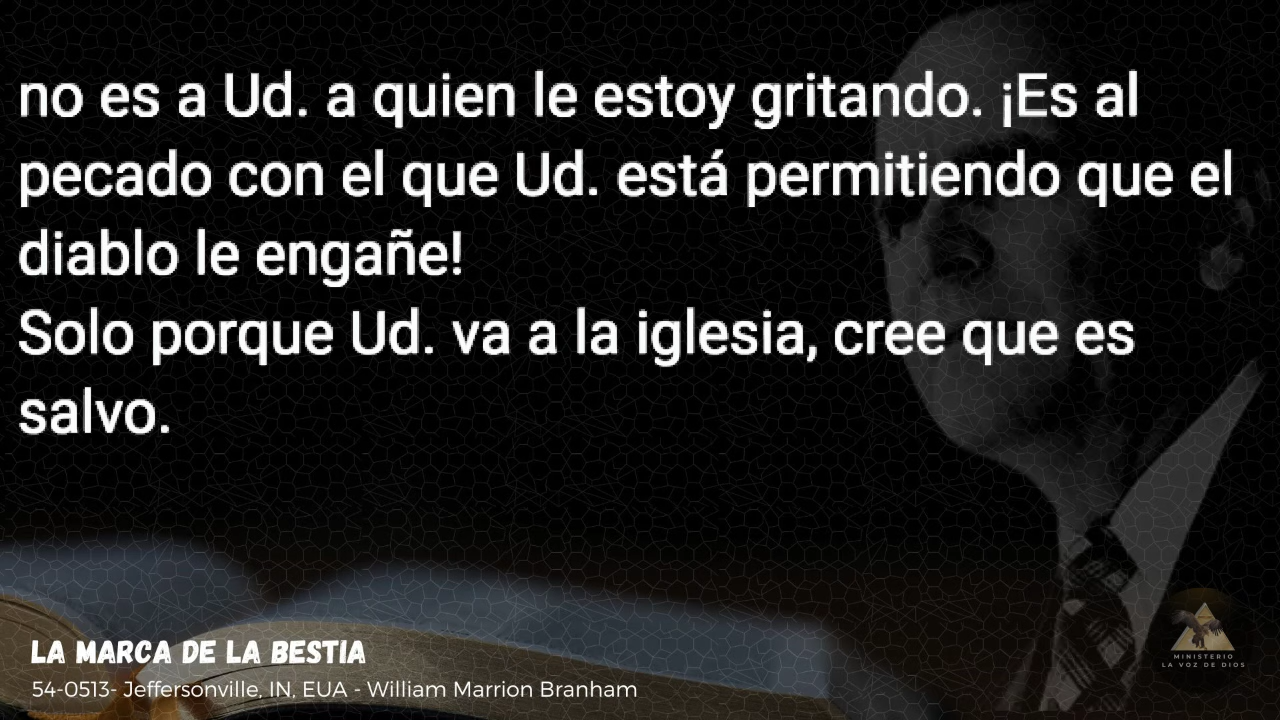 no es a Ud. a quien le estoy gritando. ¡Es al
pecado con el que Ud. está permitiendo que el
diablo le engañe!
Solo porque Ud. va a la iglesia, cree que es
salvo.
LA MARCA DE LA BESTIA
54-0513- Jeffersonville, IN, EUA - William Marrion Branham
MINISTERIO
LA VOZ DE DIOS